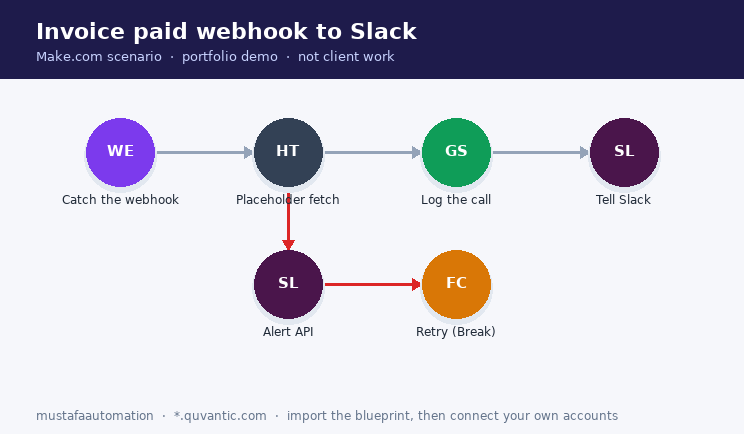 Invoice paid webhook to Slack
Make.com scenario · portfolio demo · not client work
WE HT GS SL
Catch the webhook Placeholder fetch Log the call Tell Slack
SL FC
Alert API Retry (Break)
mustafaautomation · *.quvantic.com · import the blueprint, then connect your own accounts